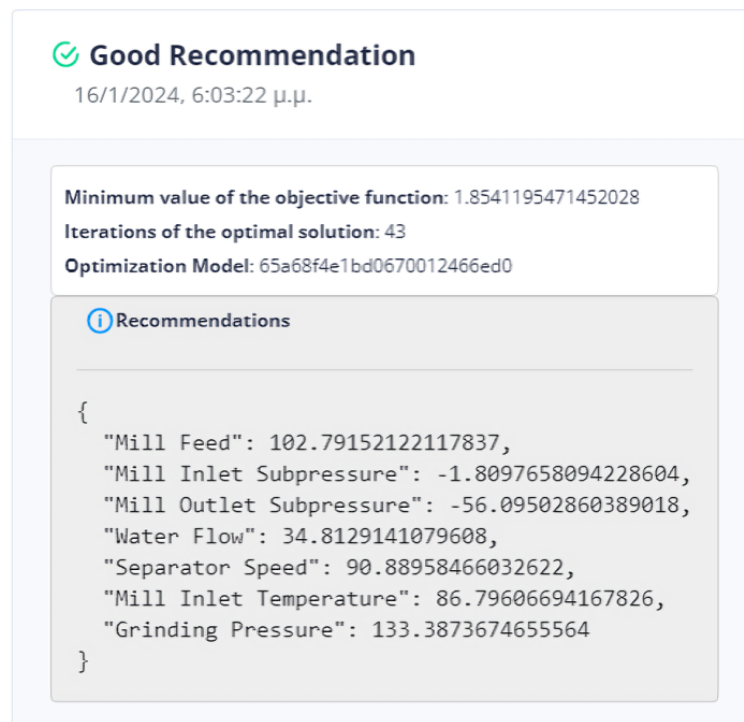 Good Recommendation
16/1/2024, 6:03:22 μ.μ.
Minimum value of the objective function: 1.8541195471452028
Iterations of the optimal solution: 43
Optimization Model: 65a68f4e1bd0670012466ed0
Recommendations
{
"Mill Feed": 102.79152122117837,
"Mill Inlet Subpressure": -1.8097658094228604,
"Mill Outlet Subpressure": -56.09502860389018,
"Water Flow": 34.8129141079608,
"Separator Speed": 90.88958466032622,
"Mill Inlet Temperature": 86.79606694167826,
"Grinding Pressure": 133.3873674655564
}